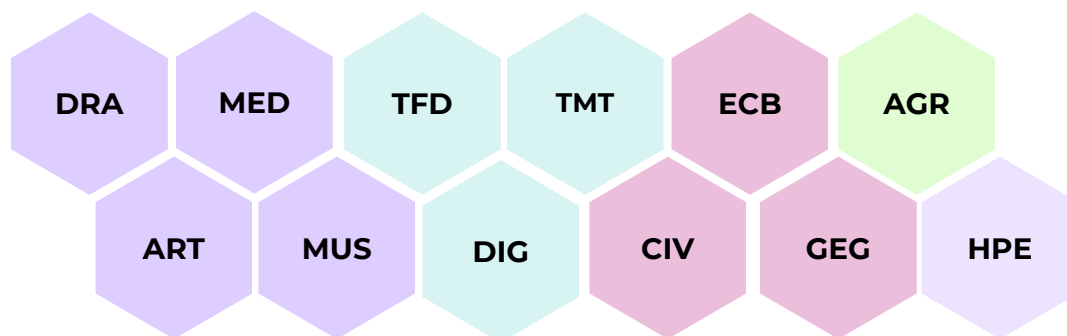 DRA MED TFD TMT ECB AGR
ART MUS DIG CIV GEG HPE